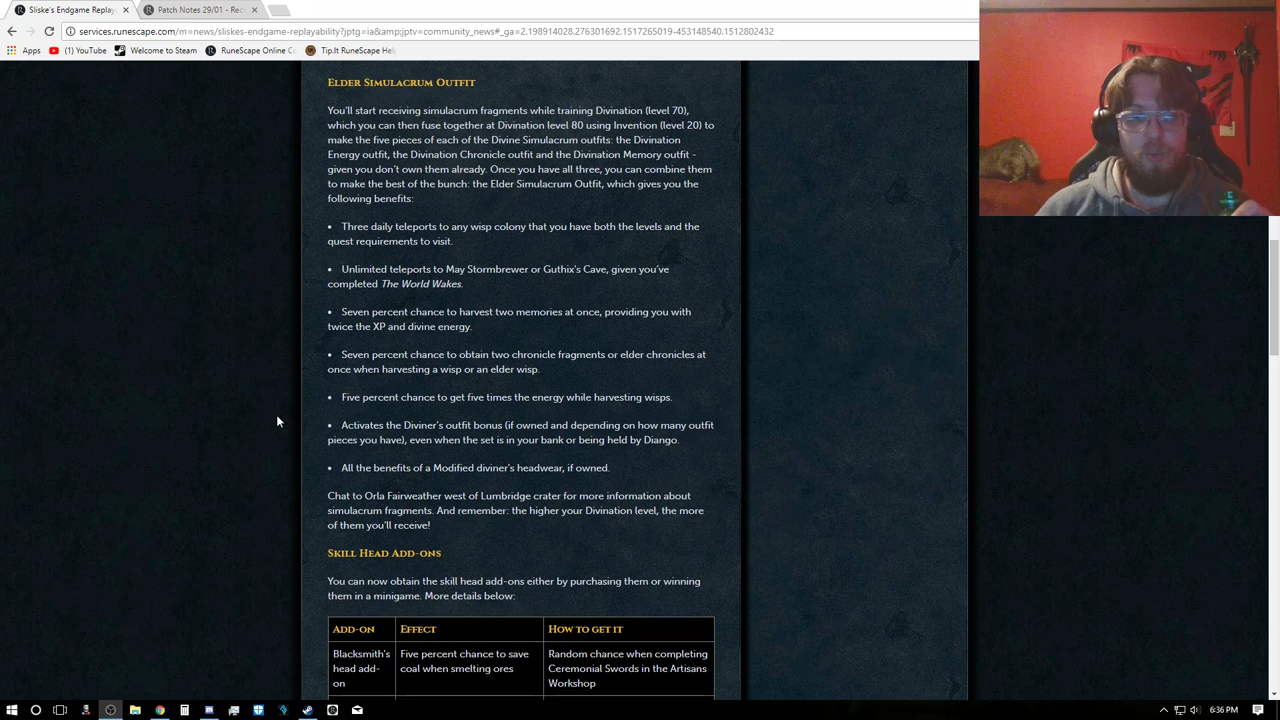 Sliske's Endgame Replay
Patch Notes 29/01 - Rec
services.runescape.com/m=news/sliskes-endgame-replayability?jptg=ia&amp;jptv=community_news#_ga=2.198914028.276301692.1517265019-453148540.1512802432
Apps (1) YouTube Welcome to Steam RuneScape Online Co Tip.It RuneScape Hel
ELDER SIMULACRUM OUTFIT
You'll start receiving simulacrum fragments while training Divination (level 70),
which you can then fuse together at Divination level 80 using Invention (level 20) to
make the five pieces of each of the Divine Simulacrum outfits: the Divination
Energy outfit, the Divination Chronicle outfit and the Divination Memory outfit -
given you don't own them already. Once you have all three, you can combine them
to make the best of the bunch: the Elder Simulacrum Outfit, which gives you the
following benefits:
• Three daily teleports to any wisp colony that you have both the levels and the
quest requirements to visit.
• Unlimited teleports to May Stormbrewer or Guthix's Cave, given you've
completed The World Wakes.
• Seven percent chance to harvest two memories at once, providing you with
twice the XP and divine energy.
• Seven percent chance to obtain two chronicle fragments or elder chronicles at
once when harvesting a wisp or an elder wisp.
• Five percent chance to get five times the energy while harvesting wisps.
• Activates the Diviner's outfit bonus (if owned and depending on how many outfit
pieces you have), even when the set is in your bank or being held by Diango.
• All the benefits of a Modified diviner's headwear, if owned.
Chat to Orla Fairweather west of Lumbridge crater for more information about
simulacrum fragments. And remember: the higher your Divination level, the more
of them you'll receive!
SKILL HEAD ADD-ONS
You can now obtain the skill head add-ons either by purchasing them or winning
them in a minigame. More details below:
ADD-ON EFFECT HOW TO GET IT
Blacksmith's Five percent chance to save Random chance when completing
head add- coal when smelting ores Ceremonial Swords in the Artisans
on Workshop
6:36 PM